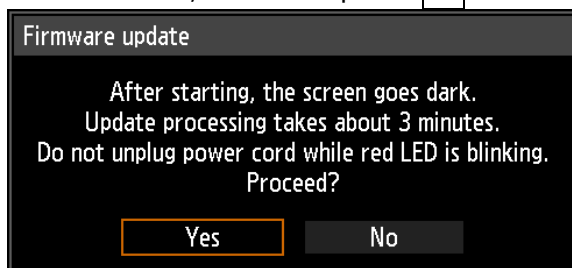 Firmware update
After starting, the screen goes dark.
Update processing takes about 3 minutes.
Do not unplug power cord while red LED is blinking.
Proceed?
Yes No